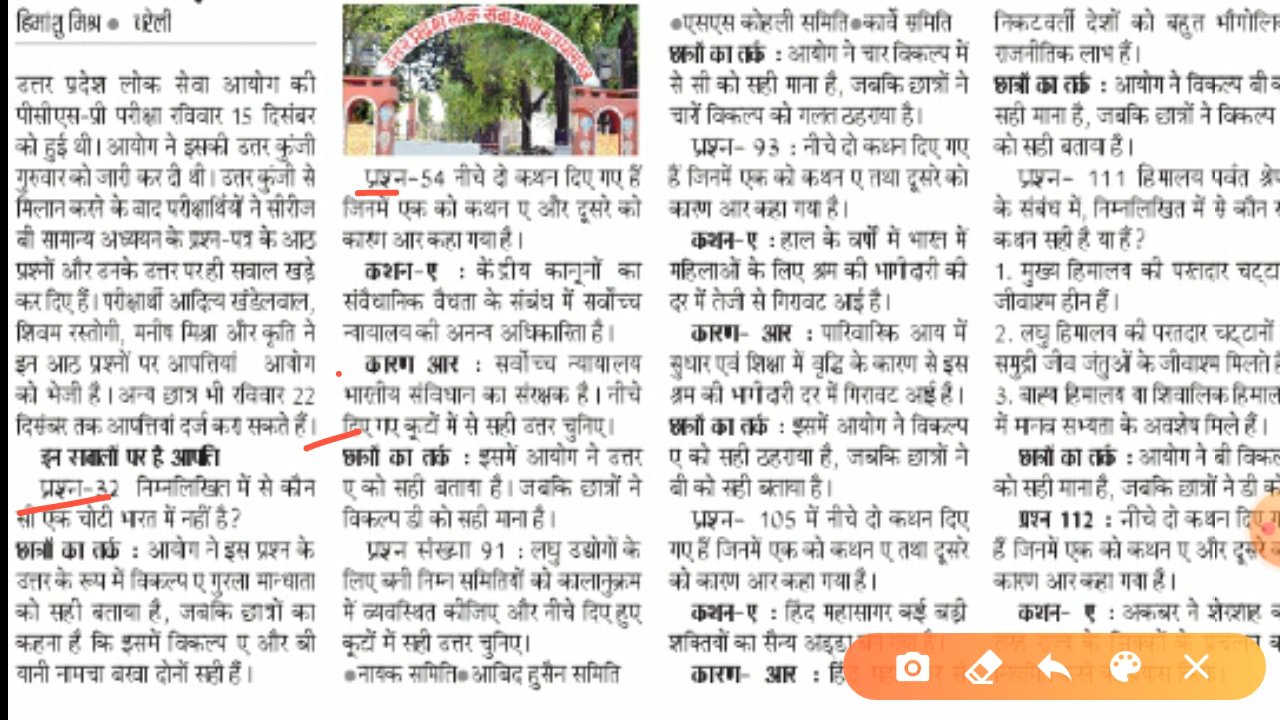 हिमांशु मिश्र ● बरेली
उत्तर प्रदेश लोक सेवा आयोग की
पीसीएस-प्री परीक्षा रविवार 15 दिसंबर
को हुई थी। आयोग ने इसकी उत्तर कुंजी
गुरुवार को जारी कर दी थी। उत्तर कुंजी से
मिलान करने के बाद परीक्षार्थियों ने सीरीज
बी सामान्य अध्ययन के प्रश्न-पत्र के आठ
प्रश्नों और उनके उत्तर पर ही सवाल खड़े
कर दिए हैं। परीक्षार्थी आदित्य खंडेलवाल,
शिवम रस्तोगी, मनीष मिश्रा और कृति ने
इन आठ प्रश्नों पर आपत्तियां आयोग
को भेजी है। अन्य छात्र भी रविवार 22
दिसंबर तक आपत्तियां दर्ज करा सकते हैं।
इन सवालों पर है आपत्ति
प्रश्न-32 निम्नलिखित में से कौन
सी एक चोटी भारत में नहीं है?
छात्रों का तर्क : आयोग ने इस प्रश्न के
उत्तर के रूप में विकल्प ए गुरला मान्धाता
को सही बताया है, जबकि छात्रों का
कहना है कि इसमें विकल्प ए और बी
यानी नामचा बरवा दोनों सही हैं।
उत्तर प्रदेश लोक सेवा आयोग
प्रश्न-54 नीचे दो कथन दिए गए हैं
जिनमें एक को कथन ए और दूसरे को
कारण आर कहा गया है।
कथन-ए : केंद्रीय कानूनों का
संवैधानिक वैधता के संबंध में सर्वोच्च
न्यायालय की अनन्य अधिकारिता है।
कारण आर : सर्वोच्च न्यायालय
भारतीय संविधान का संरक्षक है। नीचे
दिए गए कूटों में से सही उत्तर चुनिए।
छात्रों का तर्क : इसमें आयोग ने उत्तर
ए को सही बताया है। जबकि छात्रों ने
विकल्प डी को सही माना है।
प्रश्न संख्या 91 : लघु उद्योगों के
लिए बनी निम्न समितियों को कालानुक्रम
में व्यवस्थित कीजिए और नीचे दिए हुए
कूटों में सही उत्तर चुनिए।
●नायक समिति●आबिद हुसैन समिति
●एसएस कोहली समिति●कार्वे समिति
छात्रों का तर्क : आयोग ने चार विकल्प में
से सी को सही माना है, जबकि छात्रों ने
चारों विकल्प को गलत ठहराया है।
प्रश्न- 93 : नीचे दो कथन दिए गए
हैं जिनमें एक को कथन ए तथा दूसरे को
कारण आर कहा गया है।
कथन-ए : हाल के वर्षों में भारत में
महिलाओं के लिए श्रम की भागीदारी की
दर में तेजी से गिरावट आई है।
कारण- आर : पारिवारिक आय में
सुधार एवं शिक्षा में वृद्धि के कारण से इस
श्रम की भागीदारी दर में गिरावट आई है।
छात्रों का तर्क : इसमें आयोग ने विकल्प
ए को सही ठहराया है, जबकि छात्रों ने
बी को सही बताया है।
प्रश्न- 105 में नीचे दो कथन दिए
गए हैं जिनमें एक को कथन ए तथा दूसरे
को कारण आर कहा गया है।
कथन-ए : हिंद महासागर कई बड़ी
शक्तियों का सैन्य अड्डा बन गया है।
कारण- आर :
निकटवर्ती देशों को बहुत
राजनीतिक लाभ हैं।
छात्रों का तर्क : आयोग ने विकल्प बी
सही माना है, जबकि छात्रों ने विकल्प
को सही बताया है।
प्रश्न- 111 हिमालय पर्वत
के संबंध में, निम्नलिखित में से कौन
कथन सही है या हैं?
1. मुख्य हिमालय की परतदार
जीवाश्म हीन हैं।
2. लघु हिमालय की परतदार चट्टानों
समुद्री जीव जंतुओं के जीवाश्म मिलते
3. बाह्य हिमालय या शिवालिक
में मानव सभ्यता के अवशेष मिले हैं।
छात्रों का तर्क : आयोग ने बी
को सही माना है, जबकि छात्रों ने डी
प्रश्न 112 : नीचे दो कथन दिए
हैं जिनमें एक को कथन ए और दूसरे
कारण आर कहा गया है।
कथन- ए : अकबर ने शेरशाह